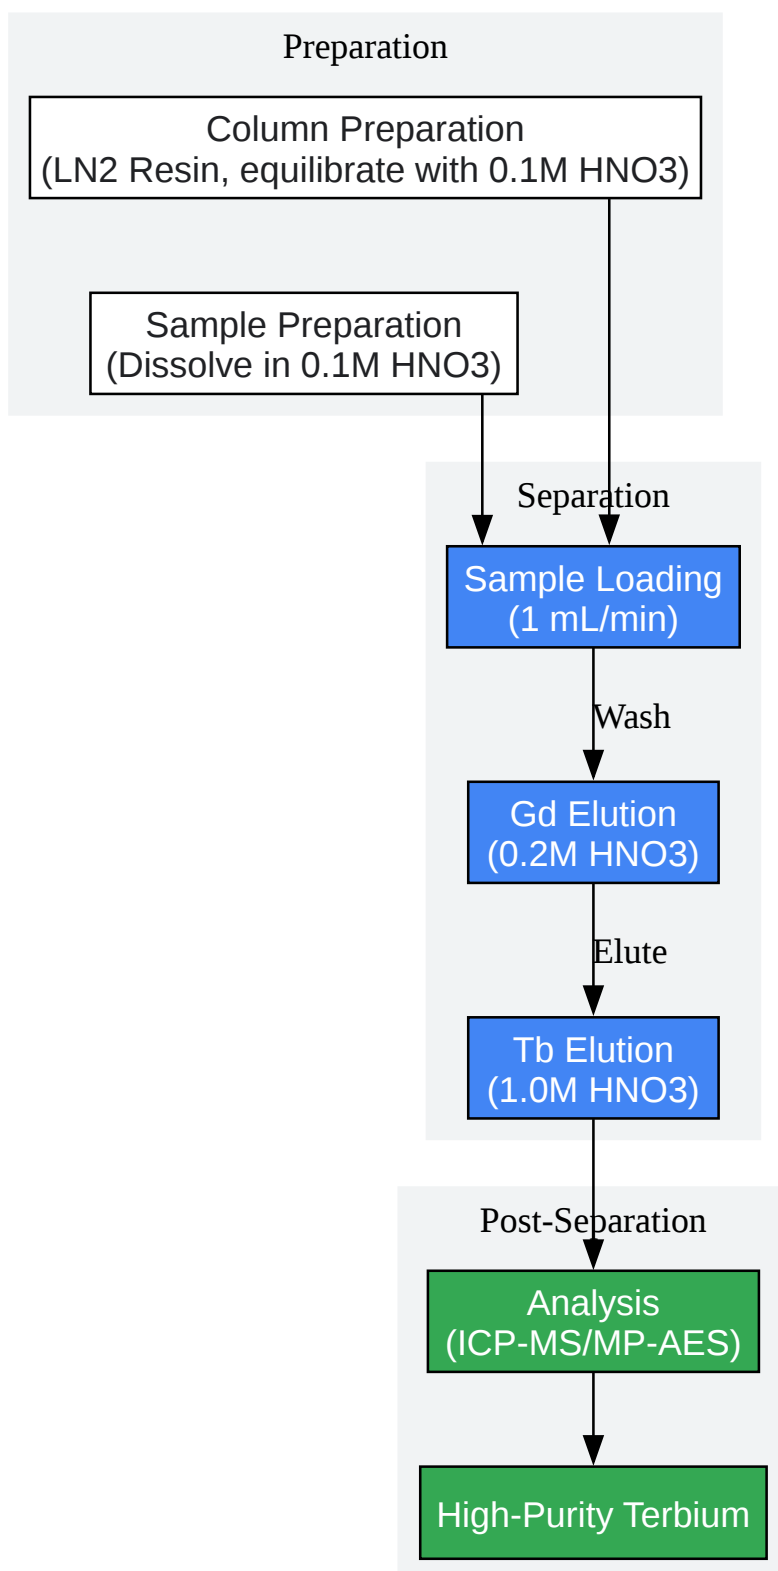 Preparation
Column Preparation
(LN2 Resin, equilibrate with 0.1M HNO3)
Sample Preparation
(Dissolve in 0.1M HNO3)
Separation
Sample Loading
(1 mL/min)
Wash
Gd Elution
(0.2M HNO3)
Elute
Tb Elution
(1.0M HNO3)
Post-Separation
Analysis
(ICP-MS/MP-AES)
High-Purity Terbium